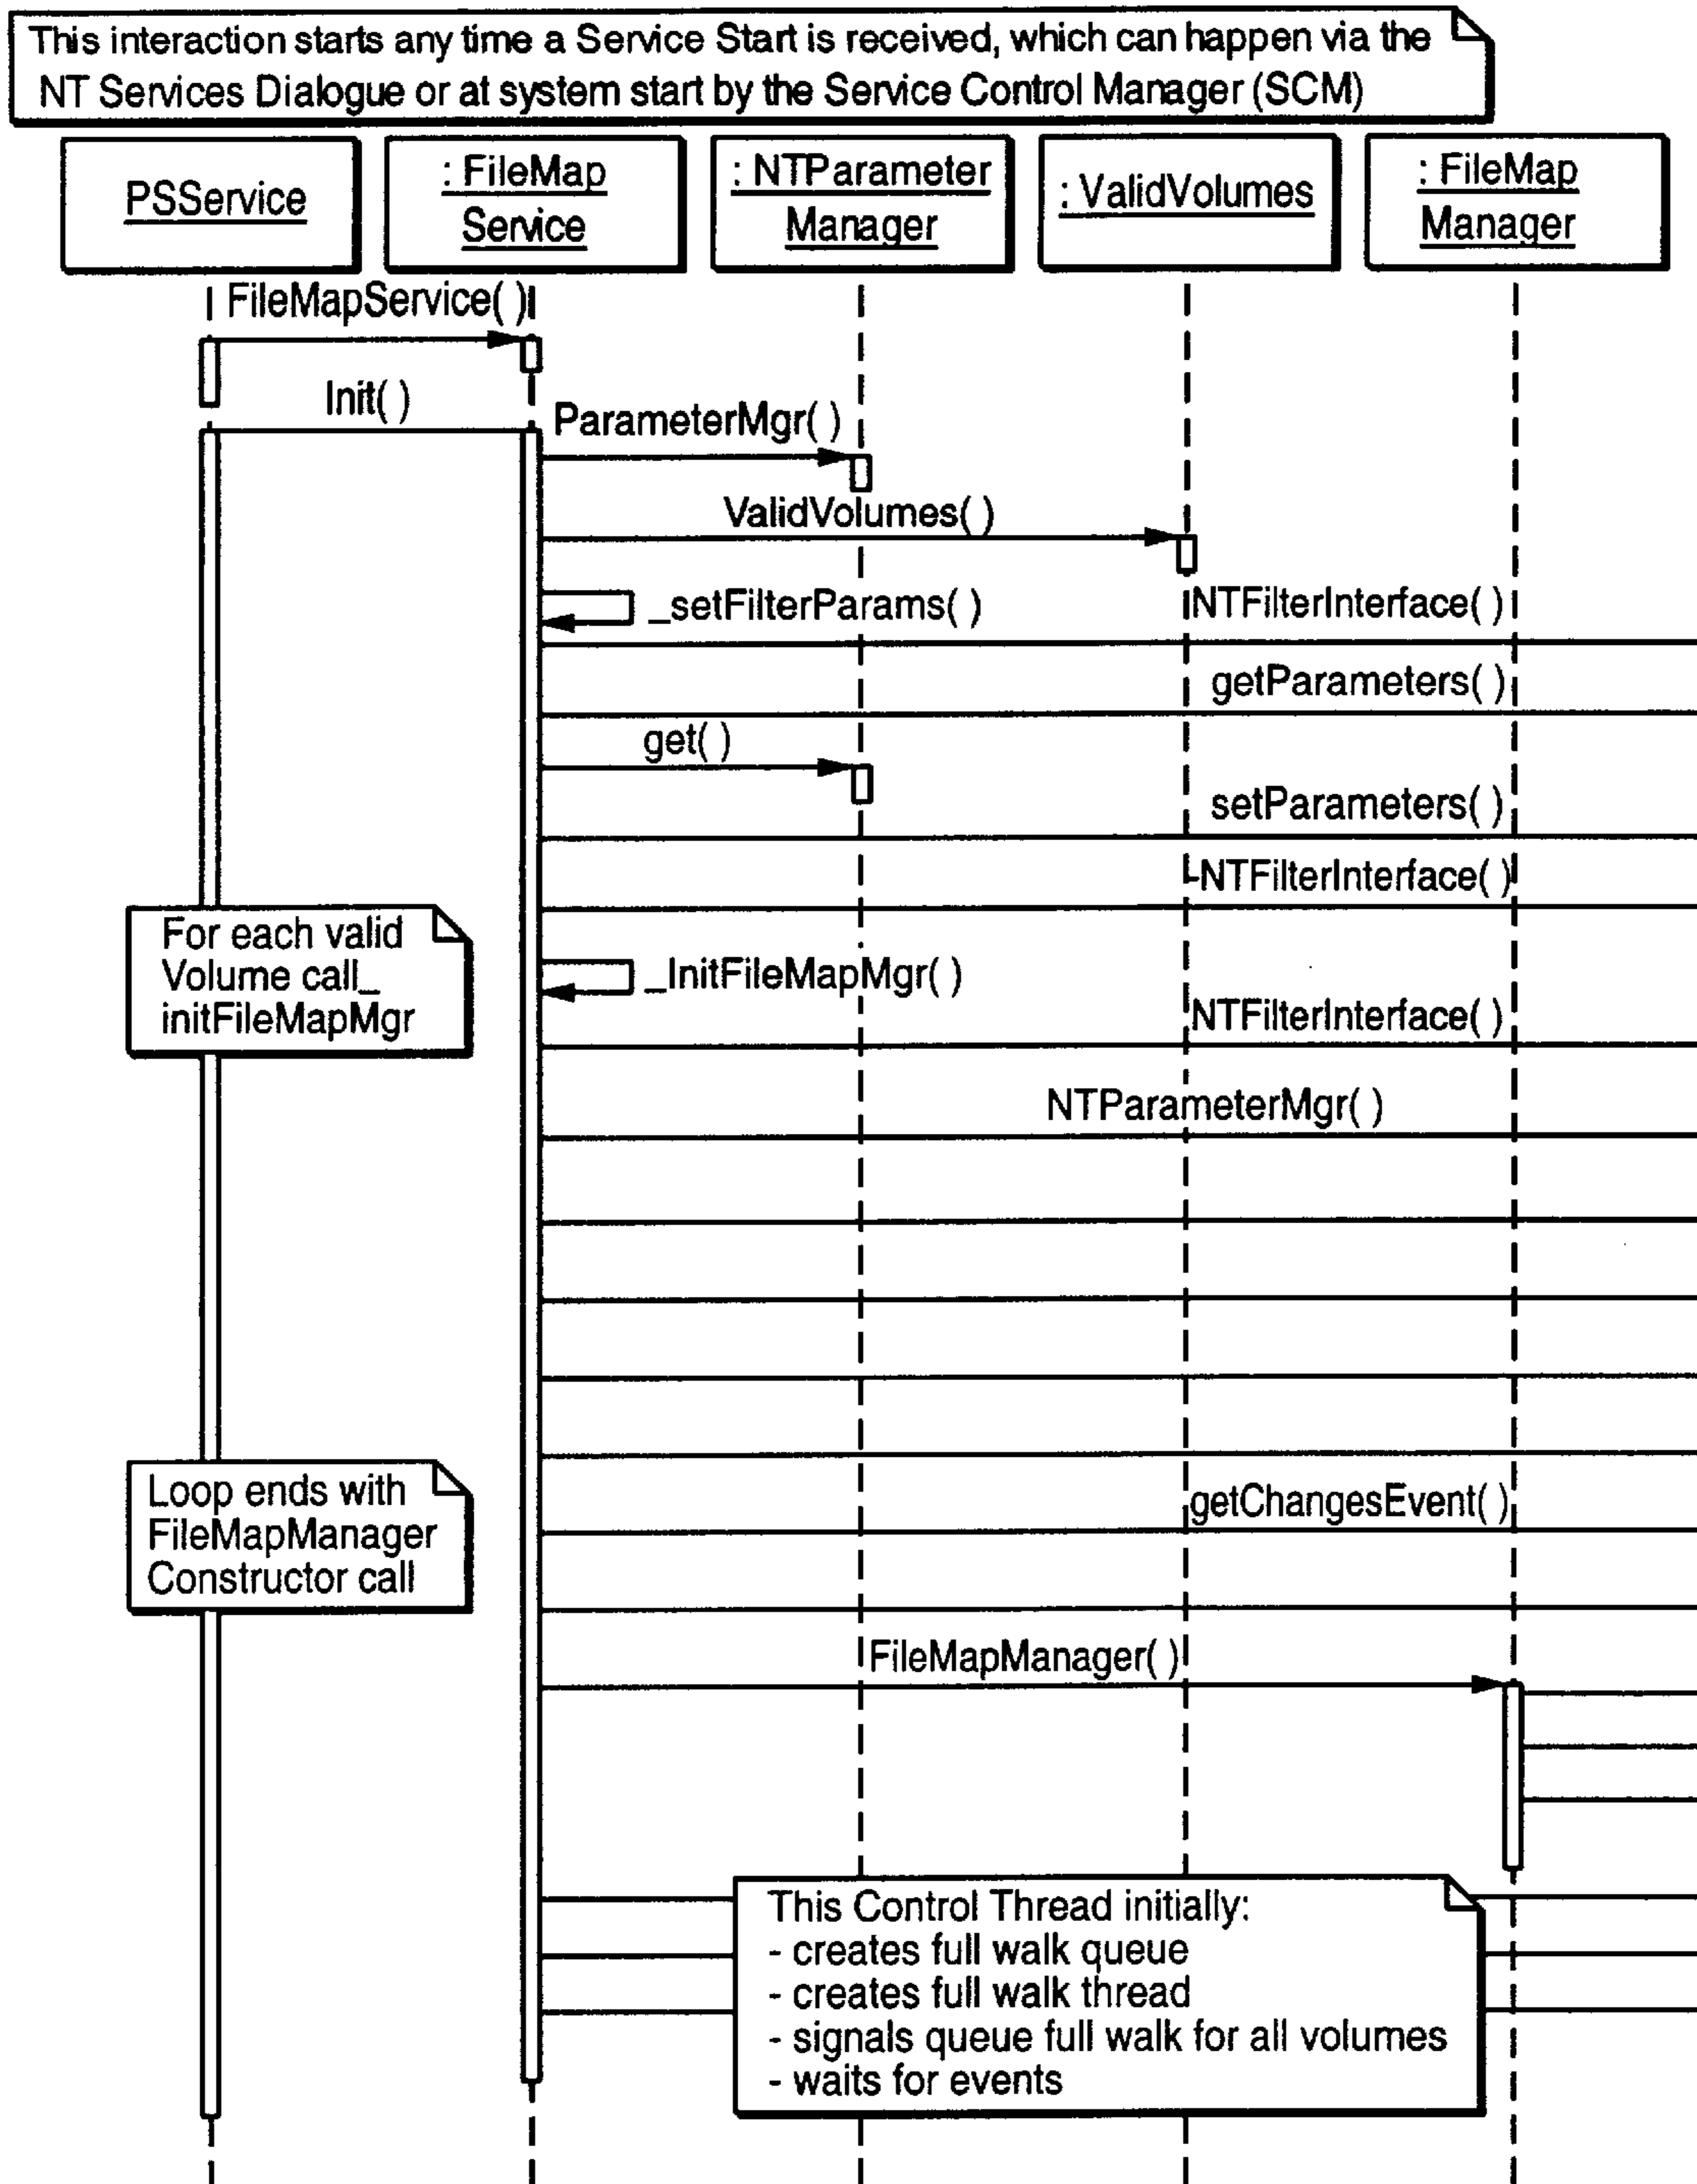 This interaction starts any time a Service Start is received, which can happen via the
NT Services Dialogue or at system start by the Service Control Manager (SCM)
PSService
: FileMap
Service
: NTParameter
Manager
: ValidVolumes
: FileMap
Manager
FileMapService( )
Init( )
ParameterMgr( )
ValidVolumes( )
_setFilterParams( )
NTFilterInterface( )
getParameters( )
get( )
setParameters( )
-NTFilterInterface( )
For each valid
Volume call_
initFileMapMgr
_InitFileMapMgr( )
NTFilterInterface( )
NTParameterMgr( )
Loop ends with
FileMapManager
Constructor call
getChangesEvent( )
FileMapManager( )
This Control Thread initially:
- creates full walk queue
- creates full walk thread
- signals queue full walk for all volumes
- waits for events